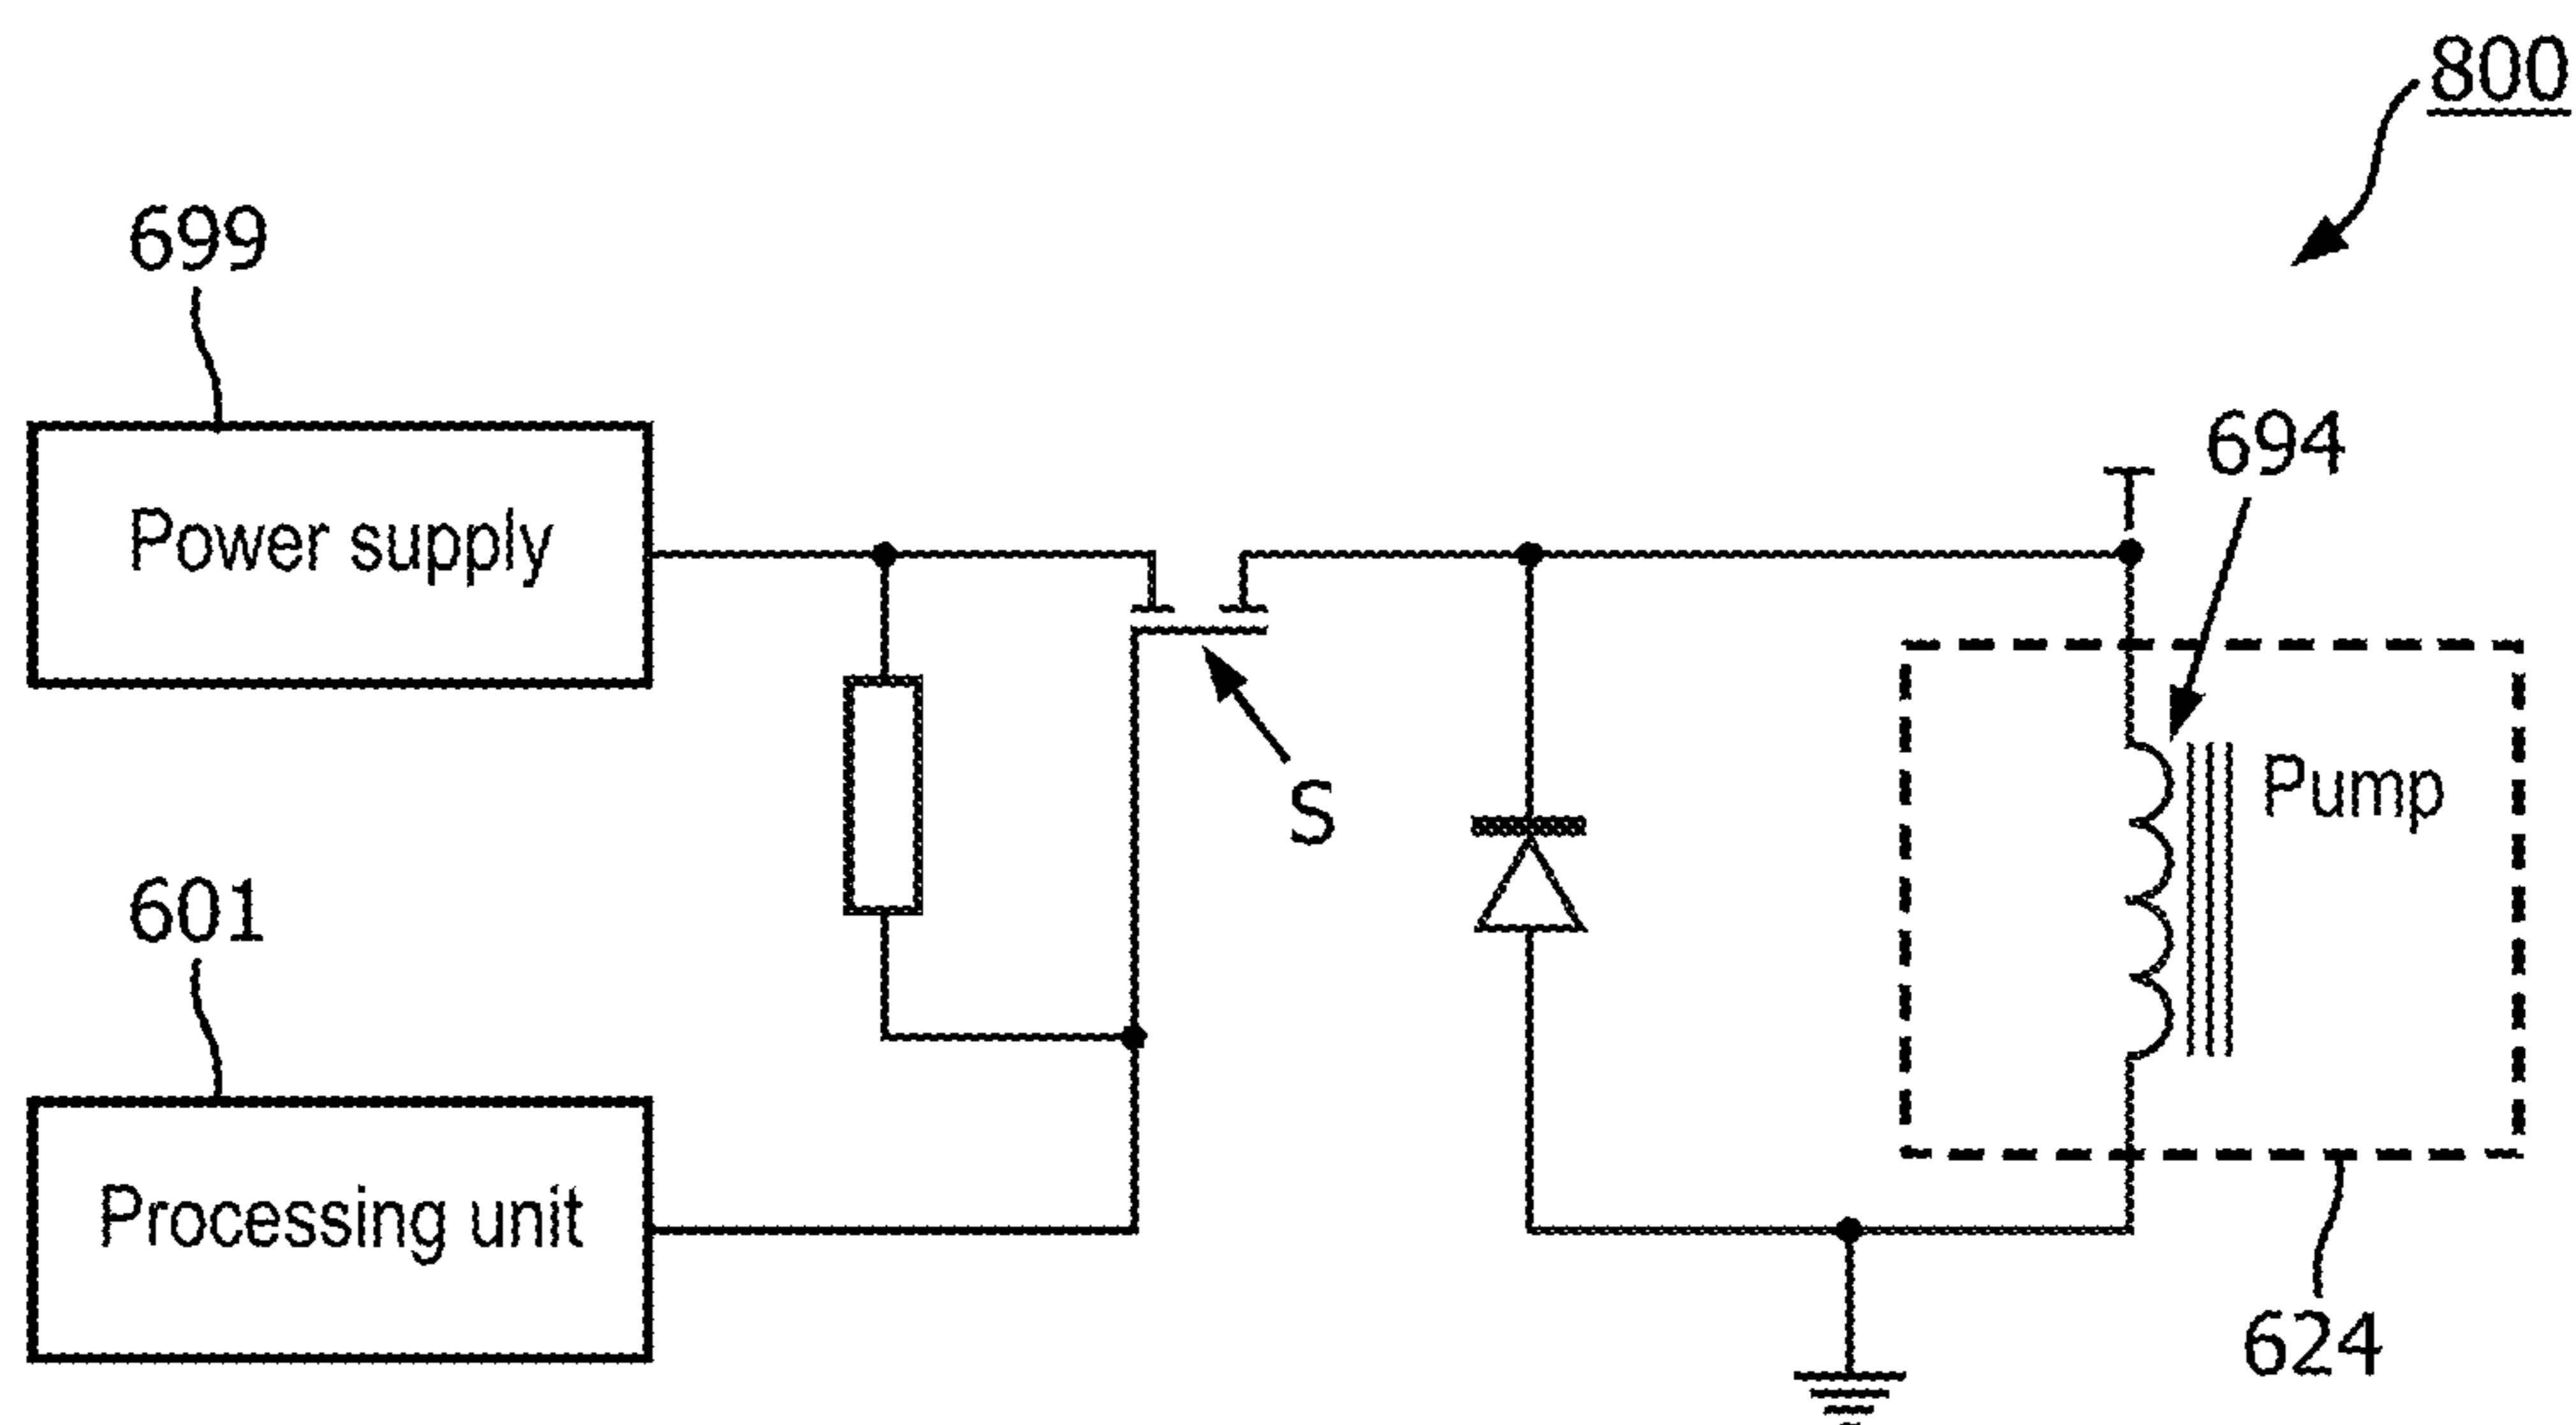 800
699
694
Power supply
Pump
S
601
Processing unit
624